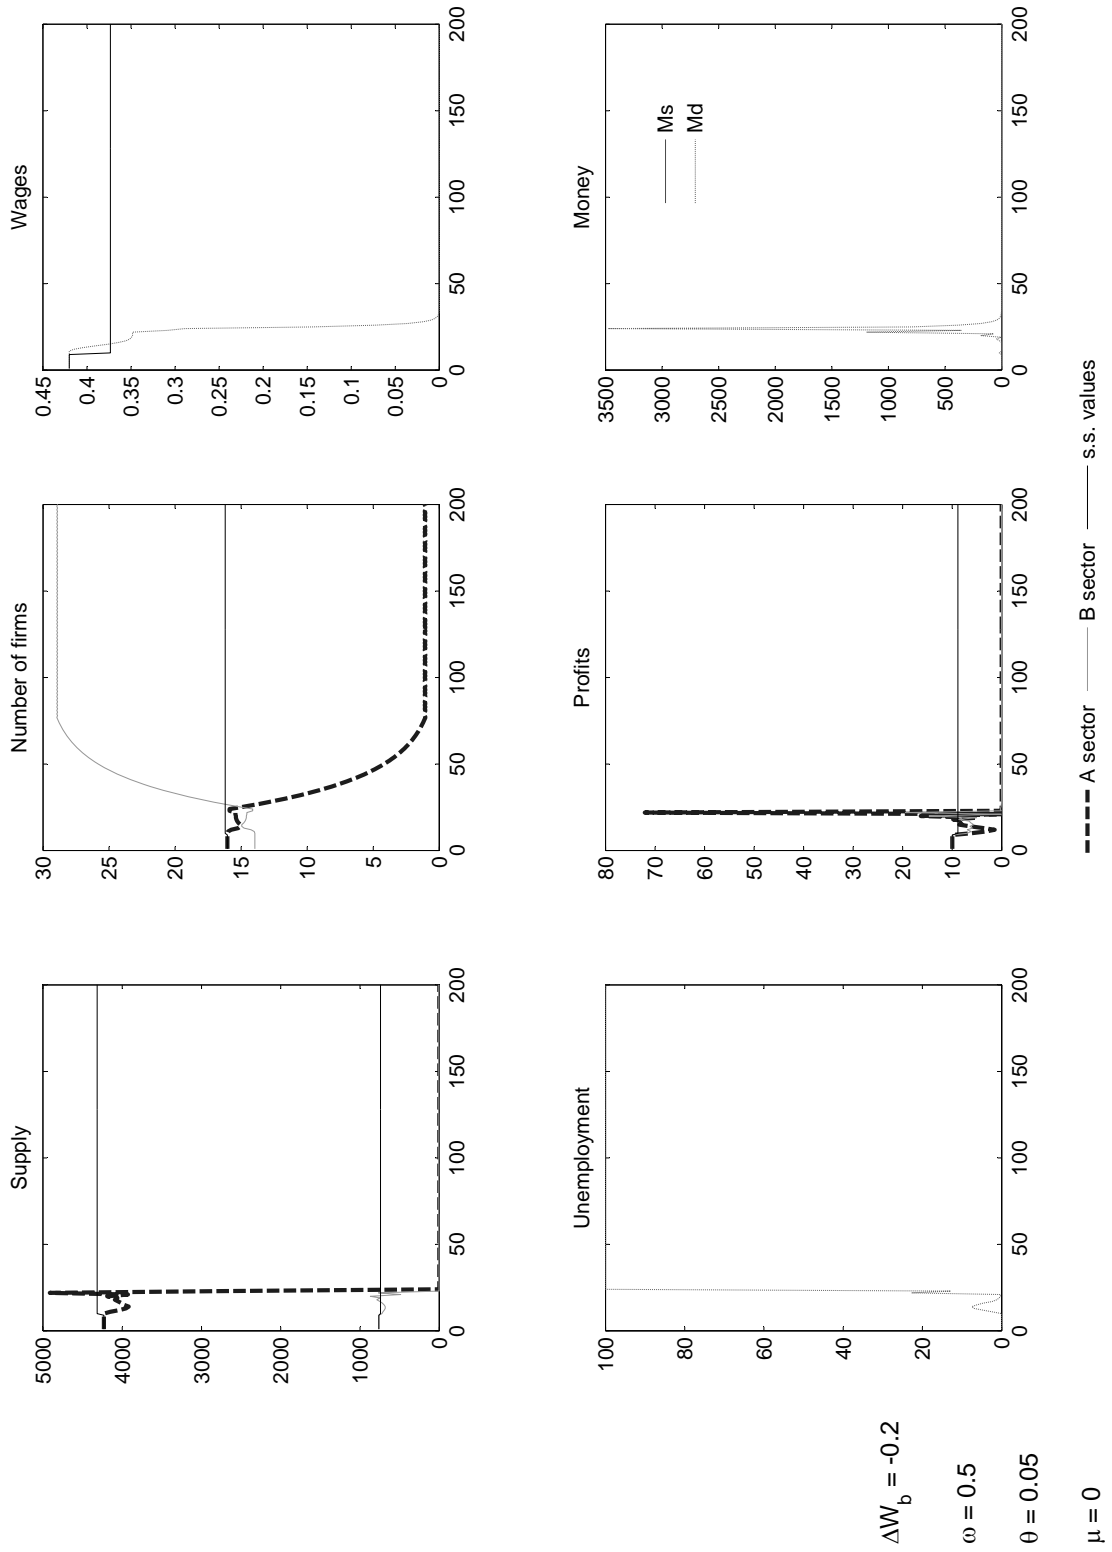 Supply
5000
4000
3000
2000
1000
0
0 50 100 150 200
Number of firms
30
25
20
15
10
5
0
0 50 100 150 200
Wages
0.45
0.4
0.35
0.3
0.25
0.2
0.15
0.1
0.05
0
0 50 100 150 200
Unemployment
100
80
60
40
20
0
0 50 100 150 200
Profits
80
70
60
50
40
30
20
10
0
0 50 100 150 200
Money
3500
3000
2500
2000
1500
1000
500
0
0 50 100 150 200
Ms
Md
ΔW_b = -0.2
ω = 0.5
θ = 0.05
μ = 0
A sector B sector s.s. values